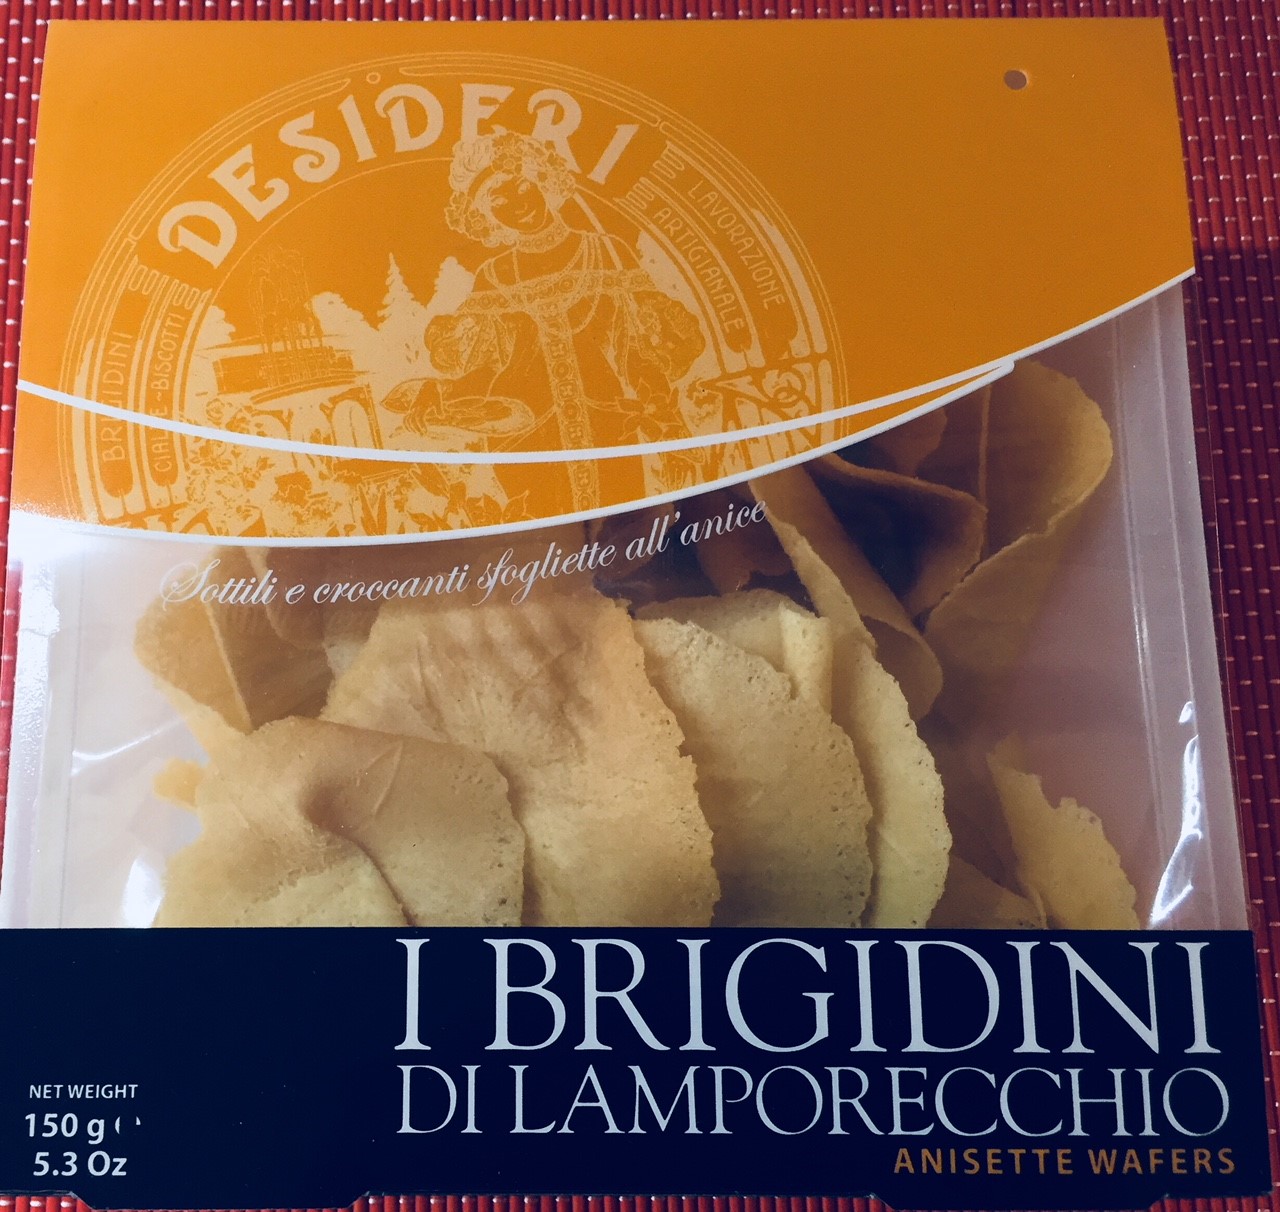 DESIDERI
LAVORAZIONE
ARTIGIANALE
BRIGIDINI
CIALDE - BISCOTTI
Sottili e croccanti sfogliette all'anice
I BRIGIDINI
DI LAMPORECCHIO
ANISETTE WAFERS
NET WEIGHT
150 g e
5.3 Oz